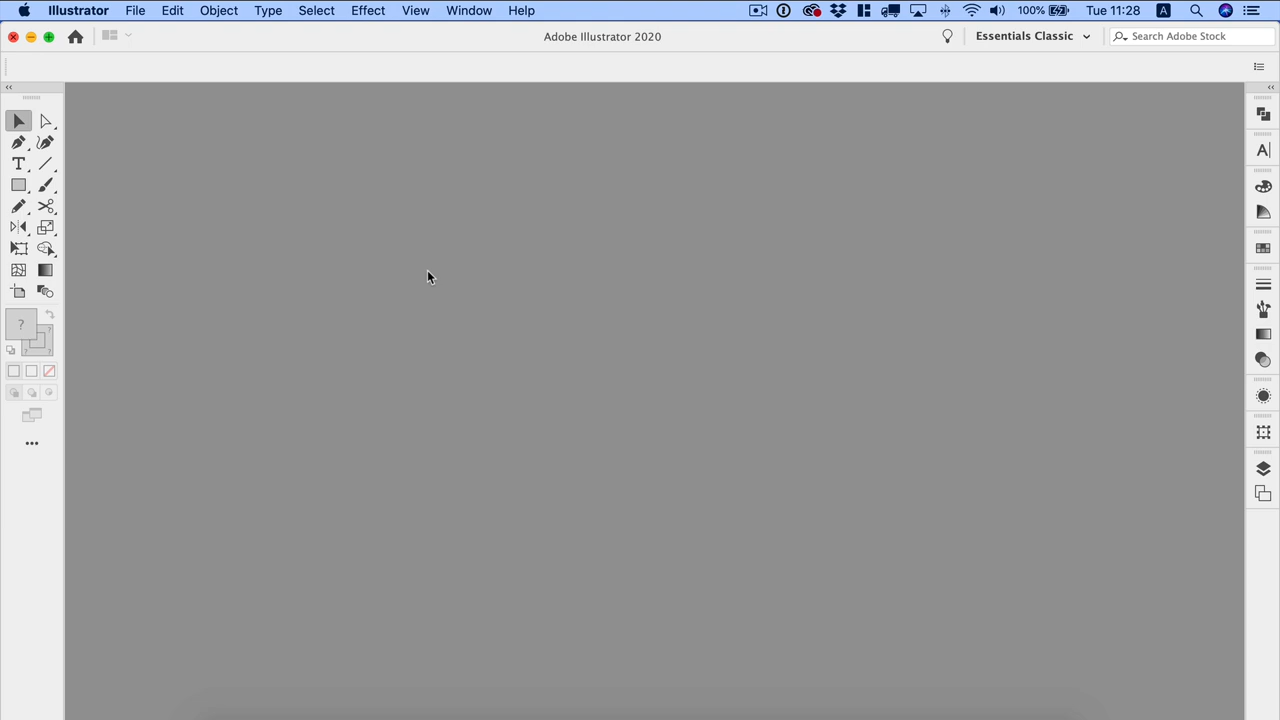 Illustrator File Edit Object Type Select Effect View Window Help 100% Tue 11:28 A
Adobe Illustrator 2020 Essentials Classic Search Adobe Stock
T
A
?
?
?
?